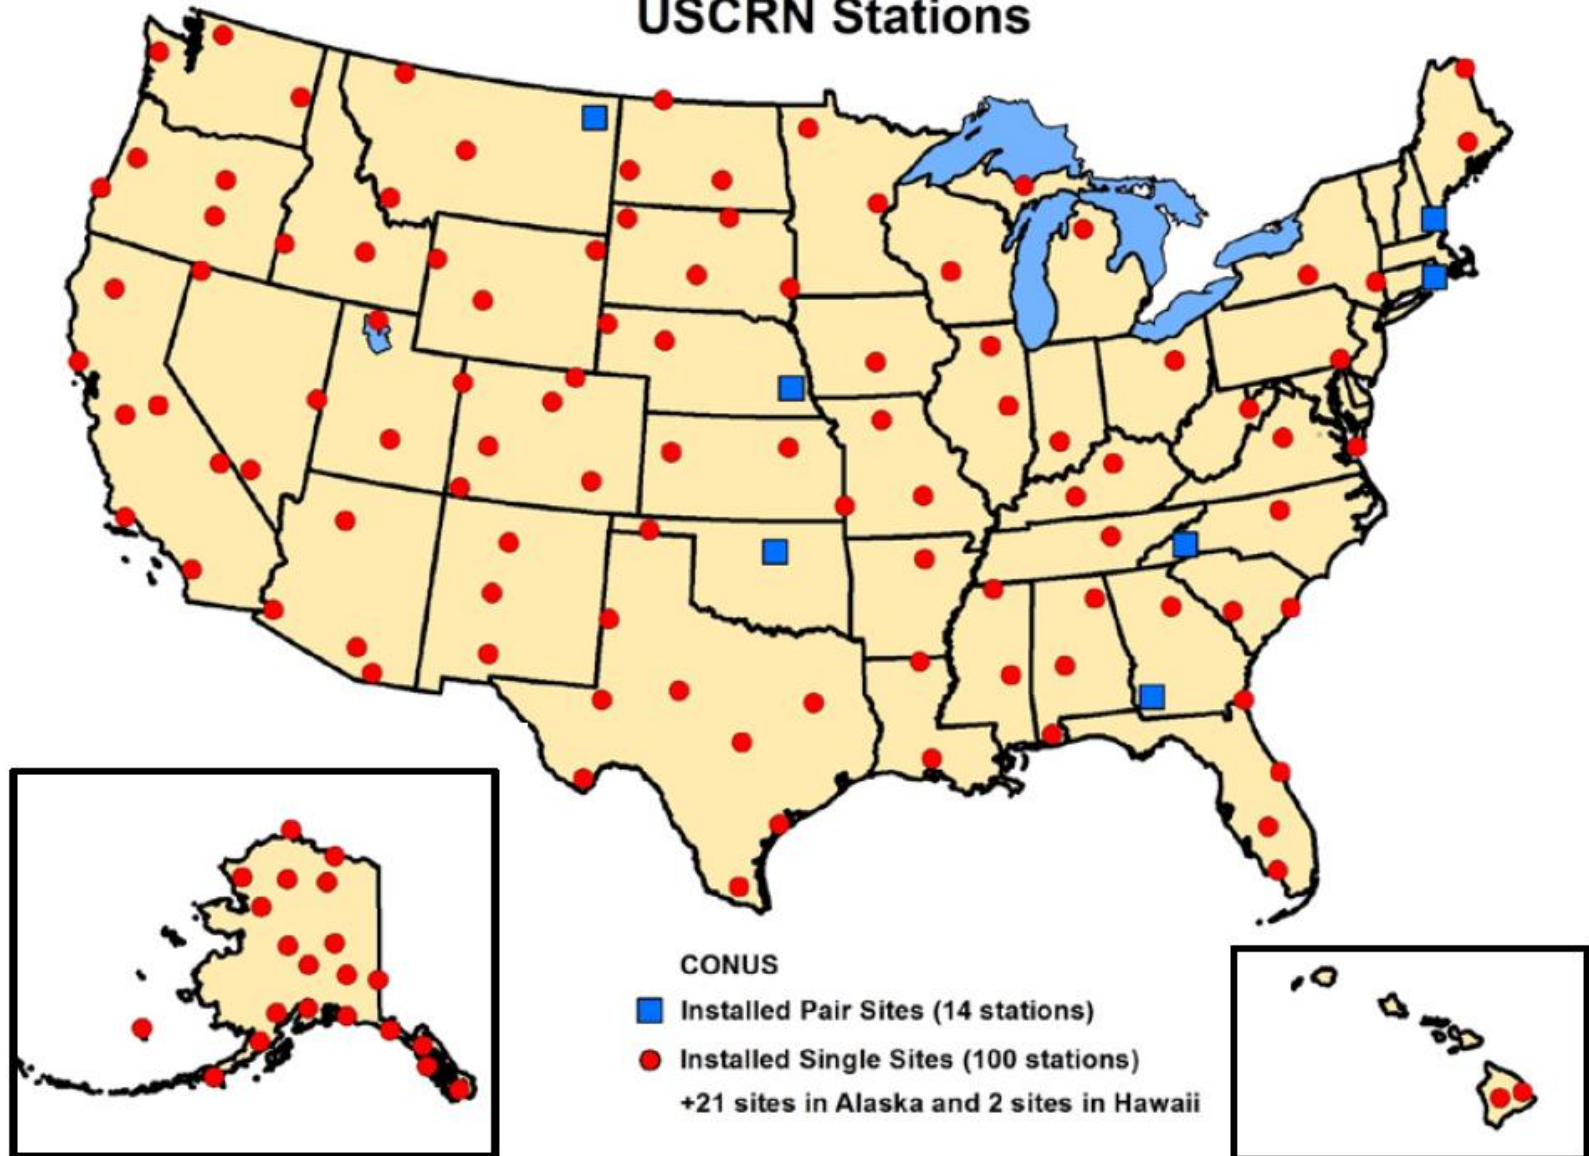 USCRN Stations
CONUS
Installed Pair Sites (14 stations)
Installed Single Sites (100 stations)
+21 sites in Alaska and 2 sites in Hawaii